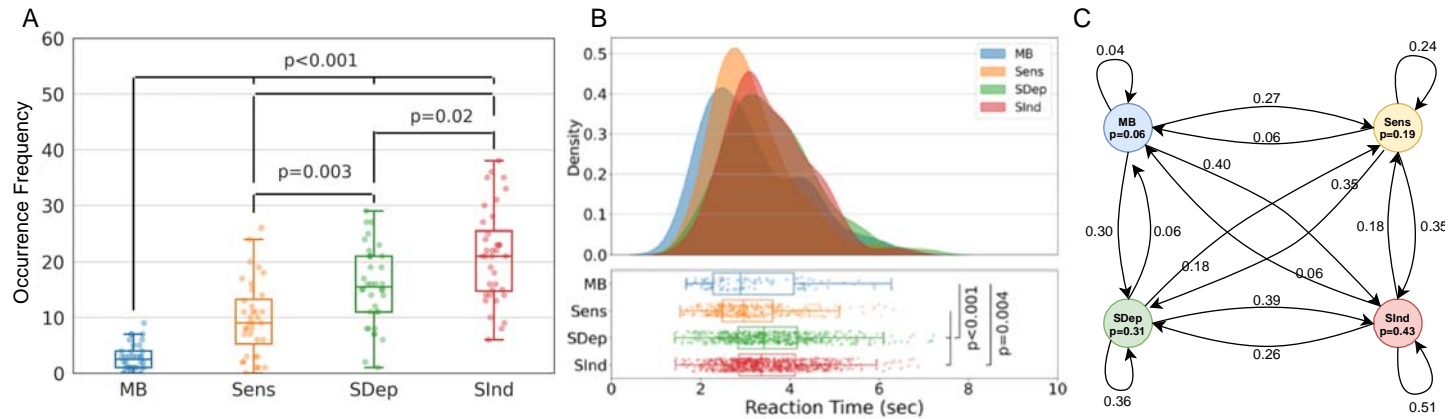 A
Occurrence Frequency
60
50
40
30
20
10
0
p<0.001
p=0.02
p=0.003
MB
Sens
SDep
SInd
B
Density
0.5
0.4
0.3
0.2
0.1
0.0
MB
Sens
SDep
SInd
MB
Sens
SDep
SInd
p<0.001
p=0.004
0
2
4
6
8
10
Reaction Time (sec)
C
0.04
0.24
MB
p=0.06
Sens
p=0.19
0.27
0.06
0.40
0.35
0.30
0.06
0.18
0.35
0.18
0.06
SDep
p=0.31
SInd
p=0.43
0.39
0.26
0.36
0.51